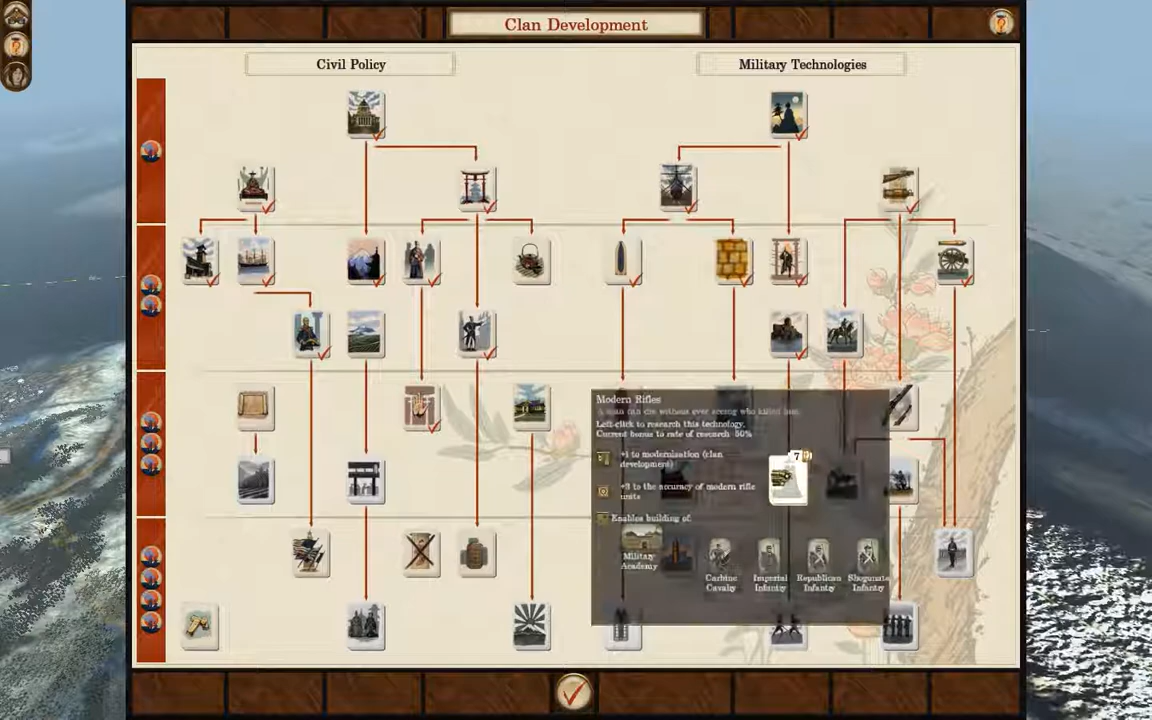 Clan Development
Civil Policy
Military Technologies
Modern Rifles
A man can die without ever seeing who killed him.
Left-click to research this technology.
Current bonus to rate of research 50%
7
+1 to modernisation (clan
development)
+3 to the accuracy of modern rifle
units
Enables building of:
Military
Academy
Carbine
Cavalry
Imperial
Infantry
Republican
Infantry
Shogunate
Infantry